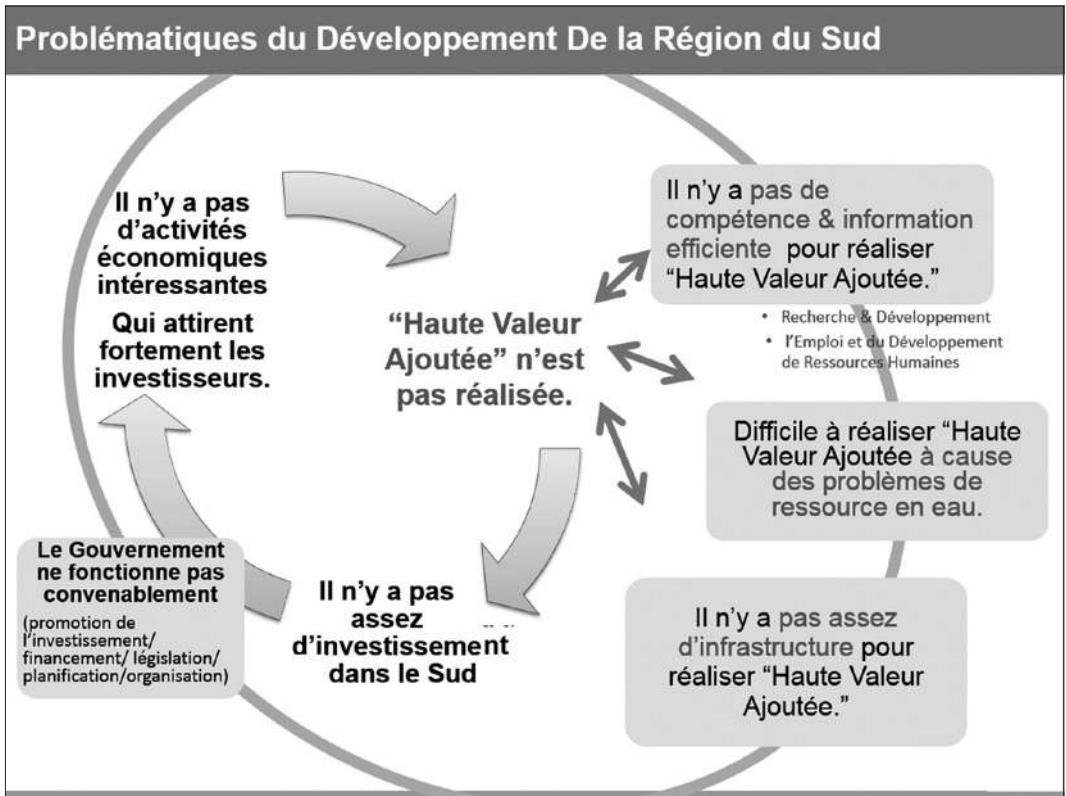 Problématiques du Développement De la Région du Sud
Il n’y a pas
d’activités
économiques
intéressantes
Qui attirent
fortement les
investisseurs.
“Haute Valeur
Ajoutée” n’est
pas réalisée.
Il n’y a pas de
compétence & information
efficiente pour réaliser
“Haute Valeur Ajoutée.”
• Recherche & Développement
• l’Emploi et du Développement
de Ressources Humaines
Difficile à réaliser “Haute
Valeur Ajoutée à cause
des problèmes de
ressource en eau.
Il n’y a pas assez
d’infrastructure pour
réaliser “Haute Valeur
Ajoutée.”
Il n’y a pas
assez
d’investissement
dans le Sud
Le Gouvernement
ne fonctionne pas
convenablement
(promotion de
l’investissement/
financement/ législation/
planification/organisation)